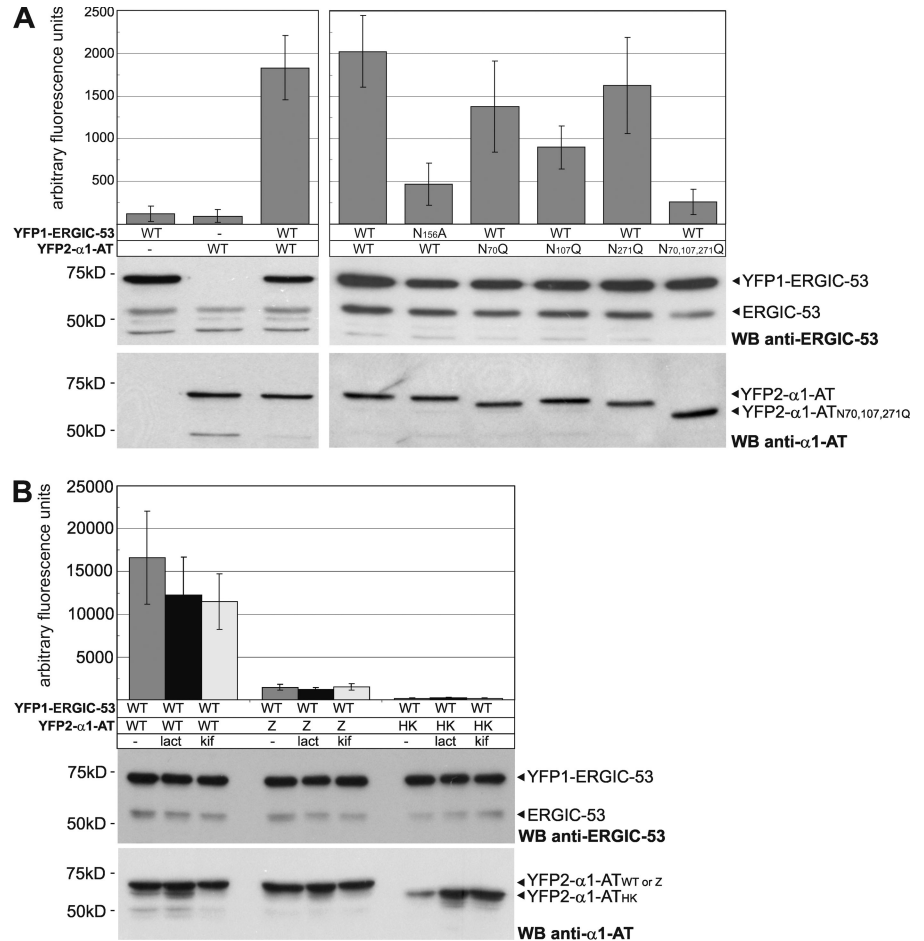 A
arbitrary fluorescence units
2500
2000
1500
1000
500
YFP1-ERGIC-53 WT - WT WT N156A WT WT WT WT
YFP2-α1-AT - WT WT WT WT N70Q N107Q N271Q N70,107,271Q
75kD -
50kD -
◄YFP1-ERGIC-53
◄ERGIC-53
WB anti-ERGIC-53
75kD -
50kD -
◄YFP2-α1-AT
◄YFP2-α1-ATN70,107,271Q
WB anti-α1-AT
B
arbitrary fluorescence units
25000
20000
15000
10000
5000
YFP1-ERGIC-53 WT WT WT WT WT WT WT WT WT
YFP2-α1-AT WT WT WT Z Z Z HK HK HK
- lact kif - lact kif - lact kif
75kD -
50kD -
◄YFP1-ERGIC-53
◄ERGIC-53
WB anti-ERGIC-53
75kD -
50kD -
◄YFP2-α1-ATWT or Z
◄YFP2-α1-ATHK
WB anti-α1-AT